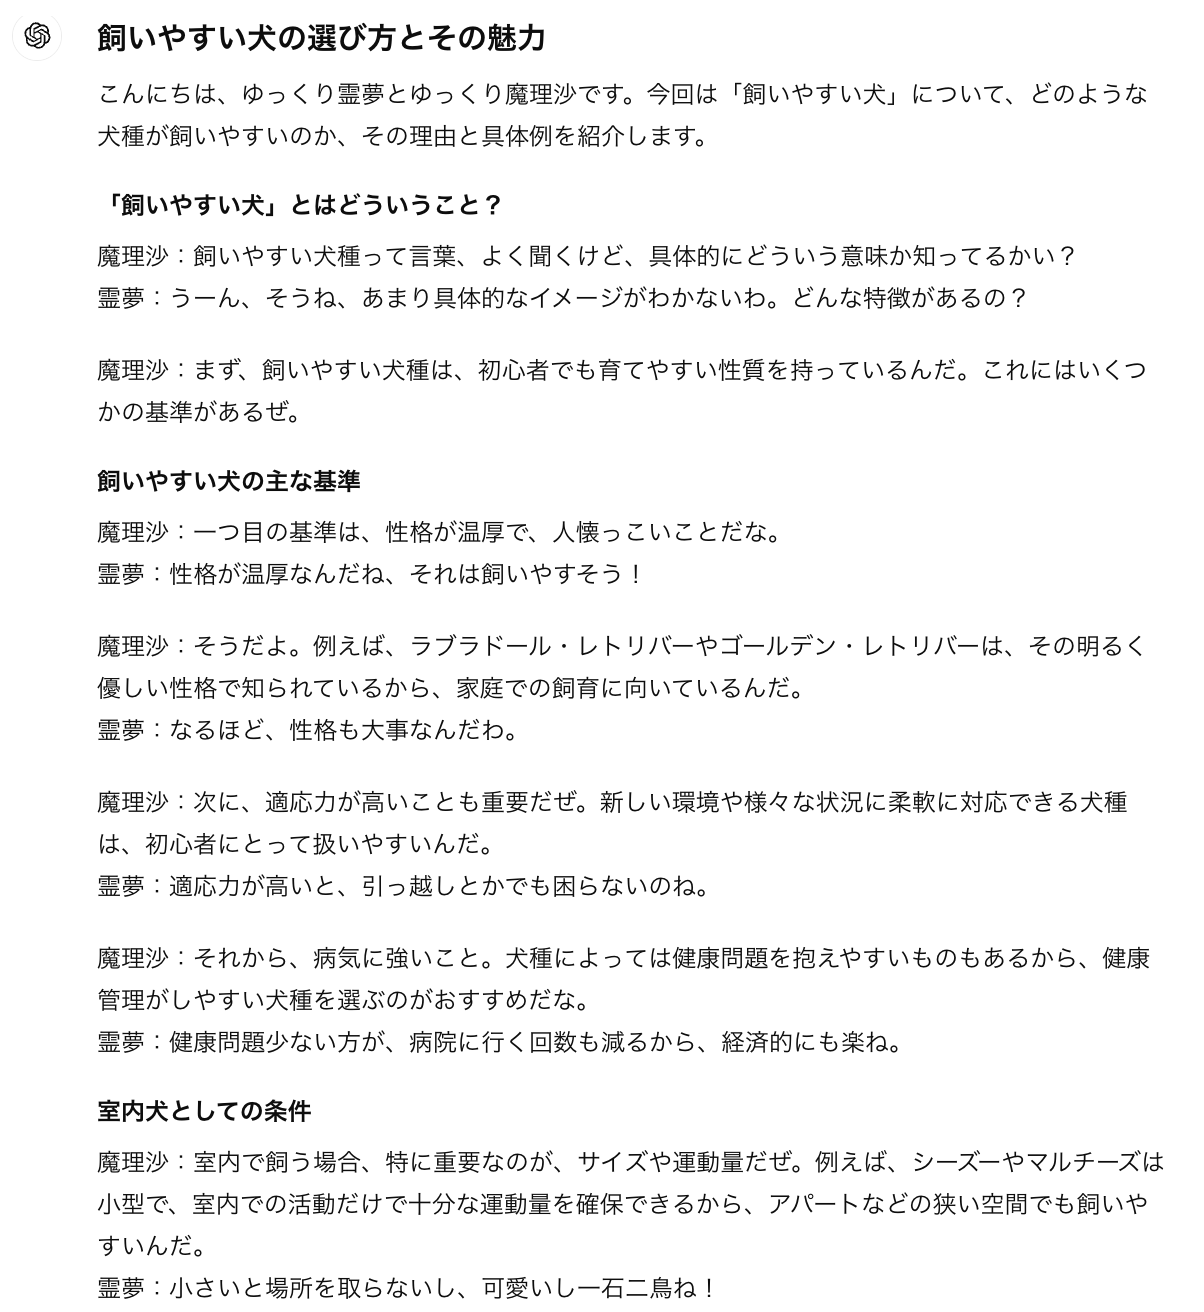 飼いやすい犬の選び方とその魅力
こんにちは、ゆっくり霊夢とゆっくり魔理沙です。今回は「飼いやすい犬」について、どのような
犬種が飼いやすいのか、その理由と具体例を紹介します。
「飼いやすい犬」とはどういうこと？
魔理沙：飼いやすい犬種って言葉、よく聞くけど、具体的にどういう意味か知ってるかい？
霊夢：うーん、そうね、あまり具体的なイメージがわかないわ。どんな特徴があるの？
魔理沙：まず、飼いやすい犬種は、初心者でも育てやすい性質を持っているんだ。これにはいくつ
かの基準があるぜ。
飼いやすい犬の主な基準
魔理沙：一つ目の基準は、性格が温厚で、人懐っこいことだな。
霊夢：性格が温厚なんだね、それは飼いやすそう！
魔理沙：そうだよ。例えば、ラブラドール・レトリバーやゴールデン・レトリバーは、その明るく
優しい性格で知られているから、家庭での飼育に向いているんだ。
霊夢：なるほど、性格も大事なんだわ。
魔理沙：次に、適応力が高いことも重要だぜ。新しい環境や様々な状況に柔軟に対応できる犬種
は、初心者にとって扱いやすいんだ。
霊夢：適応力が高いと、引っ越しとかでも困らないのね。
魔理沙：それから、病気に強いこと。犬種によっては健康問題を抱えやすいものもあるから、健康
管理がしやすい犬種を選ぶのがおすすめだな。
霊夢：健康問題少ない方が、病院に行く回数も減るから、経済的にも楽ね。
室内犬としての条件
魔理沙：室内で飼う場合、特に重要なのが、サイズや運動量だぜ。例えば、シーズーやマルチーズは
小型で、室内での活動だけで十分な運動量を確保できるから、アパートなどの狭い空間でも飼いや
すいんだ。
霊夢：小さいと場所を取らないし、可愛いし一石二鳥ね！